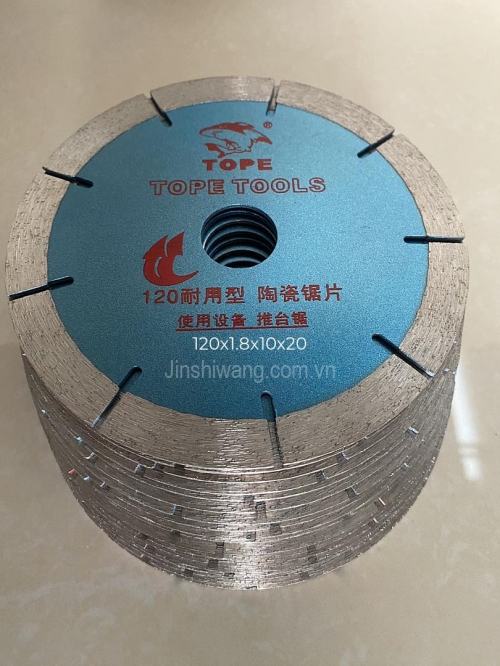 ®
TOPE
TOPE TOOLS
120耐用型 陶瓷锯片
使用设备 推台锯
120x1.8x10x20
Jinshiwang.com.vn